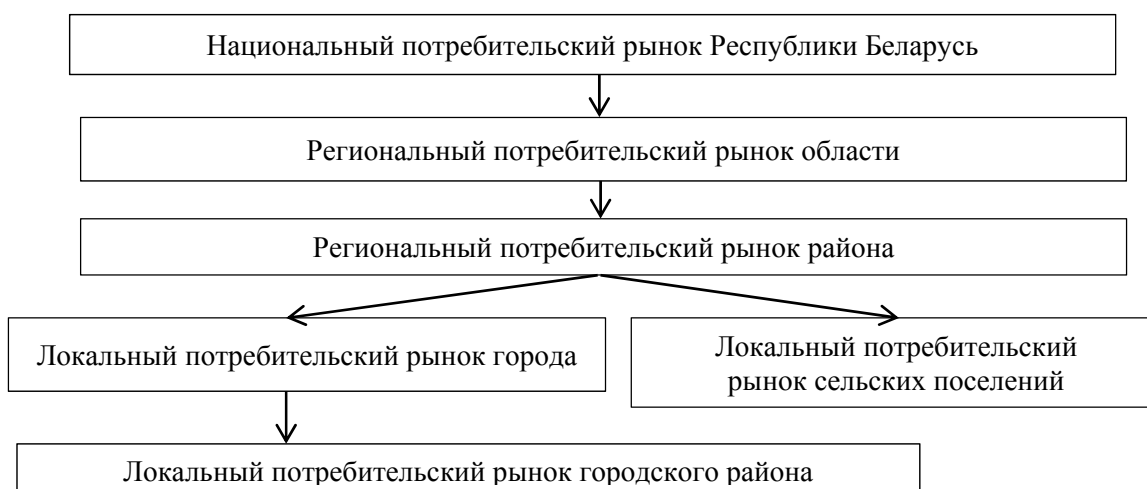 Национальный потребительский рынок Республики Беларусь
Региональный потребительский рынок области
Региональный потребительский рынок района
Локальный потребительский рынок города
Локальный потребительский
рынок сельских поселений
Локальный потребительский рынок городского района